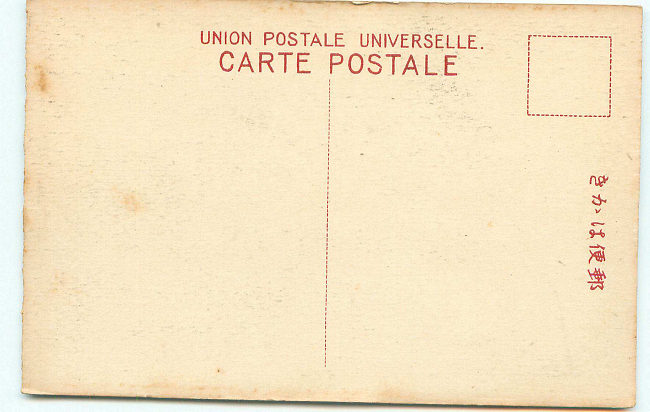 UNION POSTALE UNIVERSELLE.
CARTE POSTALE
きかは便郵